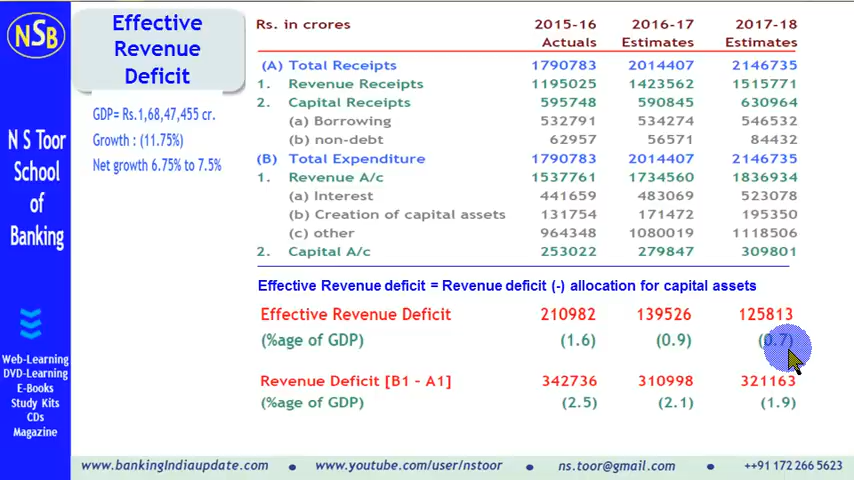 NSB
Effective
Revenue
Deficit
N S Toor
School
of
Banking
Web-Learning
DVD-Learning
E-Books
Study Kits
CDs
Magazine
GDP= Rs.1,68,47,455 cr.
Growth : (11.75%)
Net growth 6.75% to 7.5%
Rs. in crores 2015-16 2016-17 2017-18
Actuals Estimates Estimates
(A) Total Receipts 1790783 2014407 2146735
1. Revenue Receipts 1195025 1423562 1515771
2. Capital Receipts 595748 590845 630964
(a) Borrowing 532791 534274 546532
(b) non-debt 62957 56571 84432
(B) Total Expenditure 1790783 2014407 2146735
1. Revenue A/c 1537761 1734560 1836934
(a) Interest 441659 483069 523078
(b) Creation of capital assets 131754 171472 195350
(c) other 964348 1080019 1118506
2. Capital A/c 253022 279847 309801
Effective Revenue deficit = Revenue deficit (-) allocation for capital assets
Effective Revenue Deficit 210982 139526 125813
(%age of GDP) (1.6) (0.9) (0.7)
Revenue Deficit [B1 - A1] 342736 310998 321163
(%age of GDP) (2.5) (2.1) (1.9)
www.bankingIndiaupdate.com • www.youtube.com/user/nstoor • ns.toor@gmail.com • ++91 172 266 5623